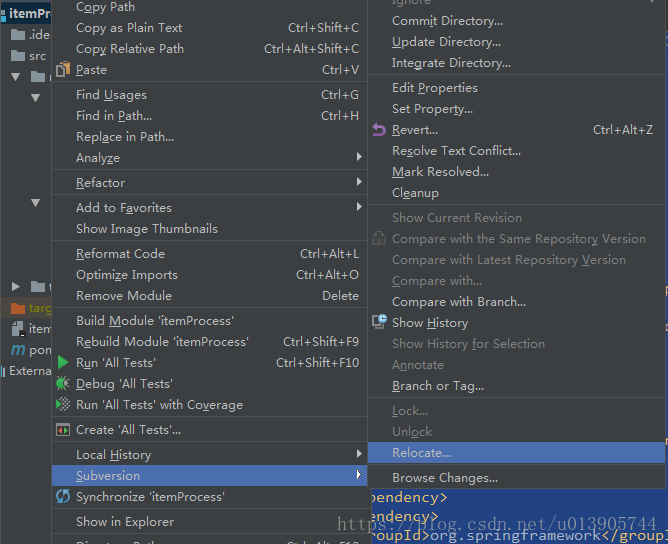 itemPr
.idea
src
targ
item
pom
External
Copy
Ctrl+C
Copy as Plain Text
Ctrl+Shift+C
Copy Relative Path
Ctrl+Alt+Shift+C
Paste
Ctrl+V
Find Usages
Ctrl+G
Find in Path...
Ctrl+H
Replace in Path...
Analyze
Refactor
Add to Favorites
Show Image Thumbnails
Reformat Code
Ctrl+Alt+L
Optimize Imports
Ctrl+Alt+O
Remove Module
Delete
Build Module 'itemProcess'
Rebuild Module 'itemProcess'
Ctrl+Shift+F9
Run 'All Tests'
Ctrl+Shift+F10
Debug 'All Tests'
Run 'All Tests' with Coverage
Create 'All Tests'...
Local History
Subversion
Synchronize 'itemProcess'
Show in Explorer
Ignore
Commit Directory...
Update Directory...
Integrate Directory...
Edit Properties
Set Property...
Revert...
Ctrl+Alt+Z
Resolve Text Conflict...
Mark Resolved...
Cleanup
Show Current Revision
Compare with the Same Repository Version
Compare with Latest Repository Version
Compare with...
Compare with Branch...
Show History
Show History for Selection
Annotate
Branch or Tag...
Lock...
Unlock
Relocate...
Browse Changes...
pendency>
endency>
roupId>org.springframework</groupI
https://blog.csdn.net/u013905744